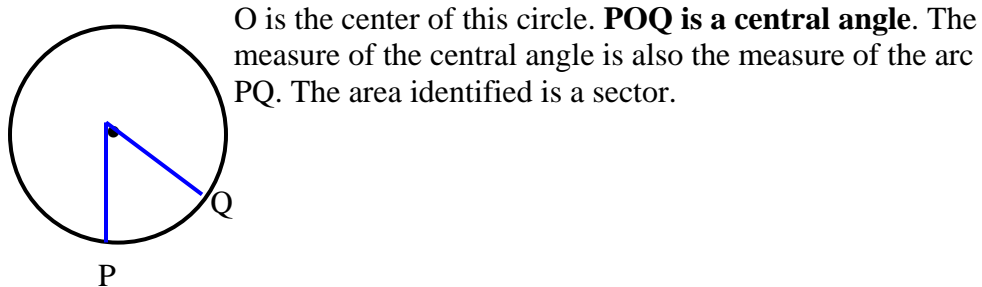 O is the center of this circle. POQ is a central angle. The
measure of the central angle is also the measure of the arc
PQ. The area identified is a sector.
Q
P